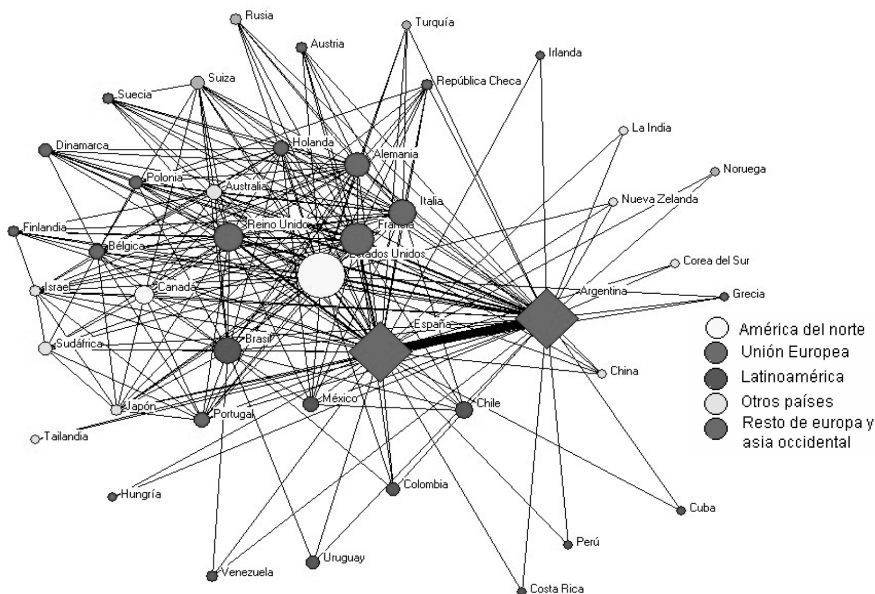 Rusia
Turquía
Austria
Irlanda
Suiza
República Checa
Suecia
La India
Dinamarca
Holanda
Alemania
Noruega
Polonia
Australia
Italia
Nueva Zelanda
Finlandia
Reino Unido
Francia
Bélgica
Estados Unidos
Corea del Sur
Israel
Canadá
Argentina
Grecia
España
América del norte
Sudáfrica
Brasil
Unión Europea
China
Latinoamérica
Japón
Portugal
México
Chile
Otros países
Tailandia
Resto de europa y
asia occidental
Hungría
Colombia
Cuba
Perú
Uruguay
Venezuela
Costa Rica